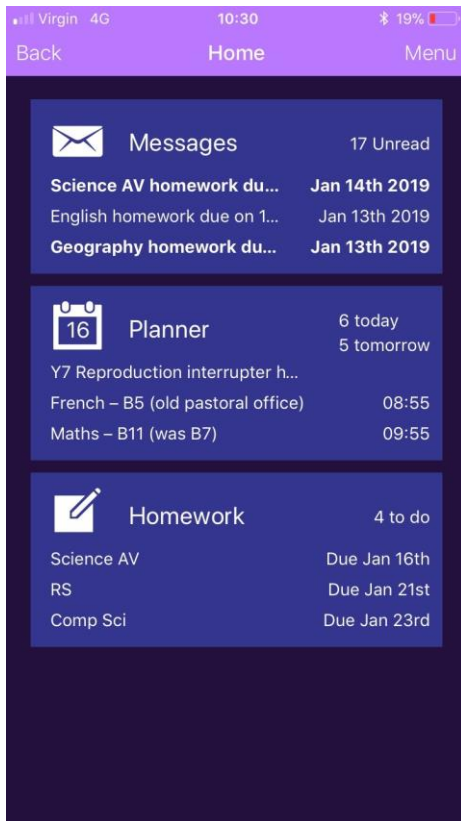 Virgin 4G 10:30 19%
Back Home Menu
Messages 17 Unread
Science AV homework du... Jan 14th 2019
English homework due on 1... Jan 13th 2019
Geography homework du... Jan 13th 2019
16 Planner 6 today
5 tomorrow
Y7 Reproduction interrupter h...
French – B5 (old pastoral office) 08:55
Maths – B11 (was B7) 09:55
Homework 4 to do
Science AV Due Jan 16th
RS Due Jan 21st
Comp Sci Due Jan 23rd